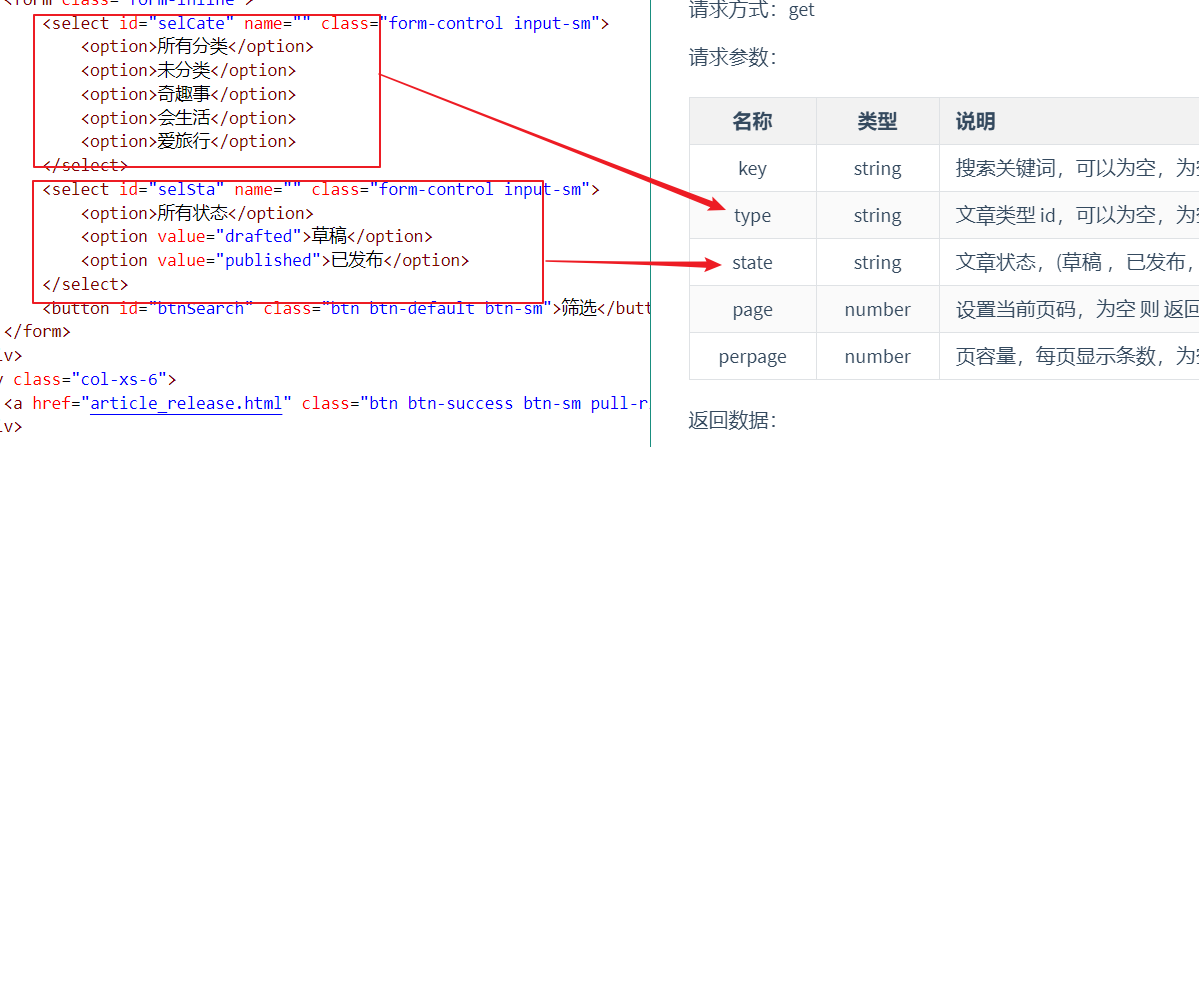 <form class="form-inline">
<select id="selCate" name="" class="form-control input-sm">
<option>所有分类</option>
<option>未分类</option>
<option>奇趣事</option>
<option>会生活</option>
<option>爱旅行</option>
</select>
<select id="selSta" name="" class="form-control input-sm">
<option>所有状态</option>
<option value="drafted">草稿</option>
<option value="published">已发布</option>
</select>
<button id="btnSearch" class="btn btn-default btn-sm">筛选</butt
</form>
iv>
class="col-xs-6">
<a href="article_release.html" class="btn btn-success btn-sm pull-r
iv>
请求方式：get
请求参数：
名称 类型 说明
key string 搜索关键词，可以为空，为空
type string 文章类型 id，可以为空，为空
state string 文章状态，(草稿 ，已发布，
page number 设置当前页码，为空 则 返回
perpage number 页容量，每页显示条数，为空
返回数据：